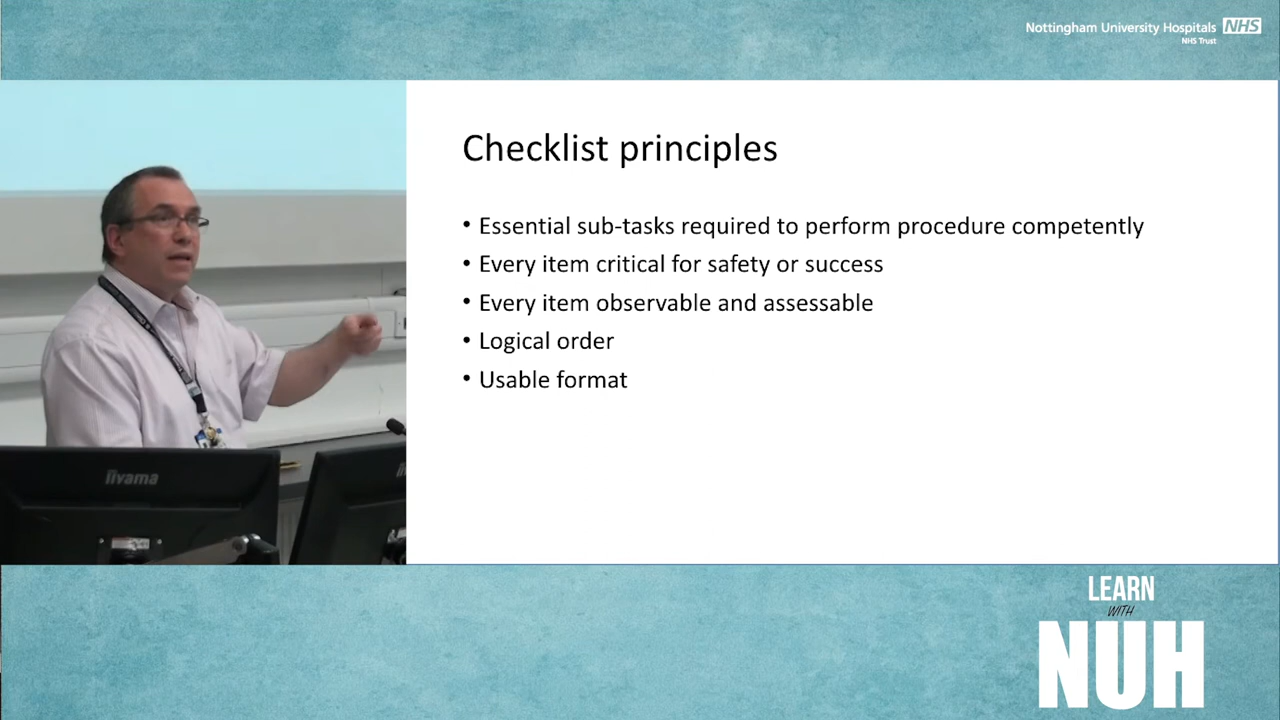 Nottingham University Hospitals NHS
NHS Trust
Checklist principles
• Essential sub-tasks required to perform procedure competently
• Every item critical for safety or success
• Every item observable and assessable
• Logical order
• Usable format
iiyama
LEARN
WITH
NUH